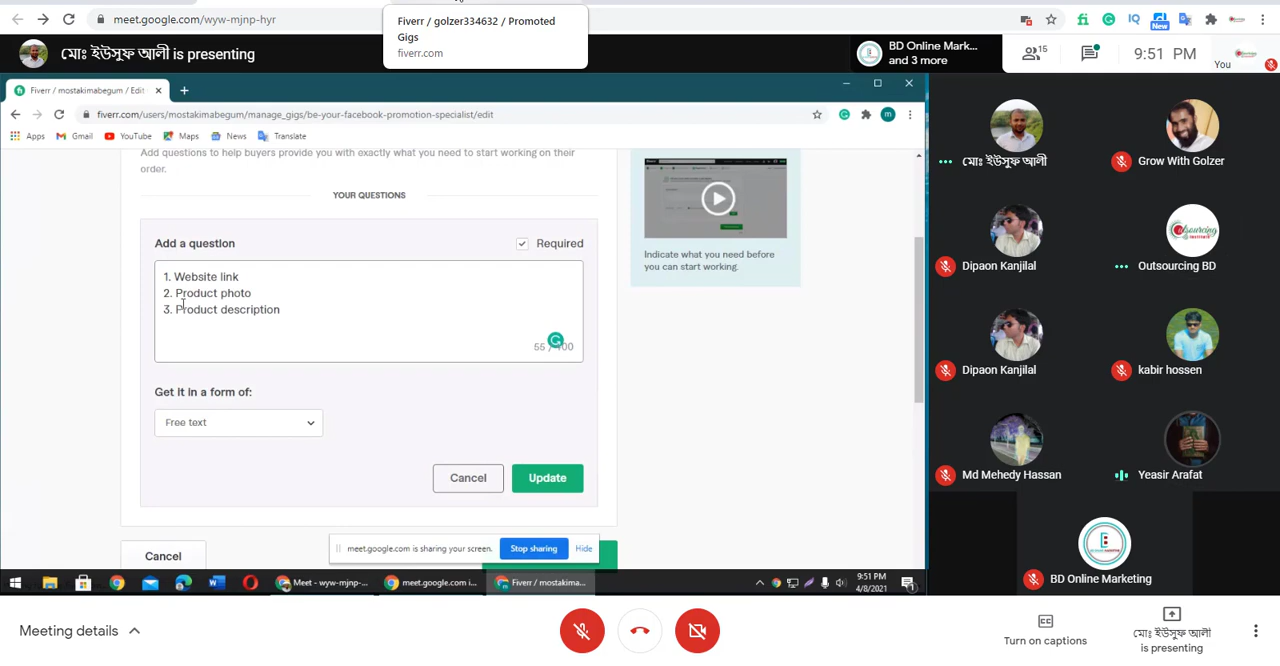 meet.google.com/wyw-mjnp-hyr
Fiverr / golzer334632 / Promoted
Gigs
fiverr.com
New
মোঃ ইউসুফ আলী is presenting
BD Online Mark...
and 3 more
15
9:51 PM
You
Fiverr / mostakimabegum / Edit
fiverr.com/users/mostakimabegum/manage_gigs/be-your-facebook-promotion-specialist/edit
m
Apps
Gmail
YouTube
Maps
News
Translate
Add questions to help buyers provide you with exactly what you need to start working on their
order.
YOUR QUESTIONS
Add a question
Required
1. Website link
2. Product photo
3. Product description
55 / 400
Get it in a form of:
Free text
Cancel
Update
Indicate what you need before
you can start working.
Cancel
meet.google.com is sharing your screen.
Stop sharing
Hide
Meet - wyw-mjnp-...
meet.google.com i...
Fiverr / mostakima...
9:51 PM
4/8/2021
1
মোঃ ইউসুফ আলী
Grow With Golzer
Dipaon Kanjilal
Outsourcing BD
Dipaon Kanjilal
kabir hossen
Md Mehedy Hassan
Yeasir Arafat
BD Online Marketing
Meeting details
Turn on captions
মোঃ ইউসুফ আলী
is presenting